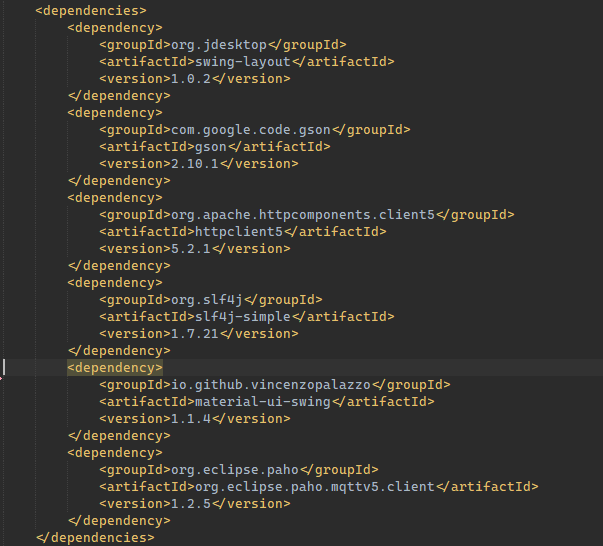 <dependencies>
<dependency>
<groupId>org.jdesktop</groupId>
<artifactId>swing-layout</artifactId>
<version>1.0.2</version>
</dependency>
<dependency>
<groupId>com.google.code.gson</groupId>
<artifactId>gson</artifactId>
<version>2.10.1</version>
</dependency>
<dependency>
<groupId>org.apache.httpcomponents.client5</groupId>
<artifactId>httpclient5</artifactId>
<version>5.2.1</version>
</dependency>
<dependency>
<groupId>org.slf4j</groupId>
<artifactId>slf4j-simple</artifactId>
<version>1.7.21</version>
</dependency>
<dependency>
<groupId>io.github.vincenzopalazzo</groupId>
<artifactId>material-ui-swing</artifactId>
<version>1.1.4</version>
</dependency>
<dependency>
<groupId>org.eclipse.paho</groupId>
<artifactId>org.eclipse.paho.mqttv5.client</artifactId>
<version>1.2.5</version>
</dependency>
</dependencies>